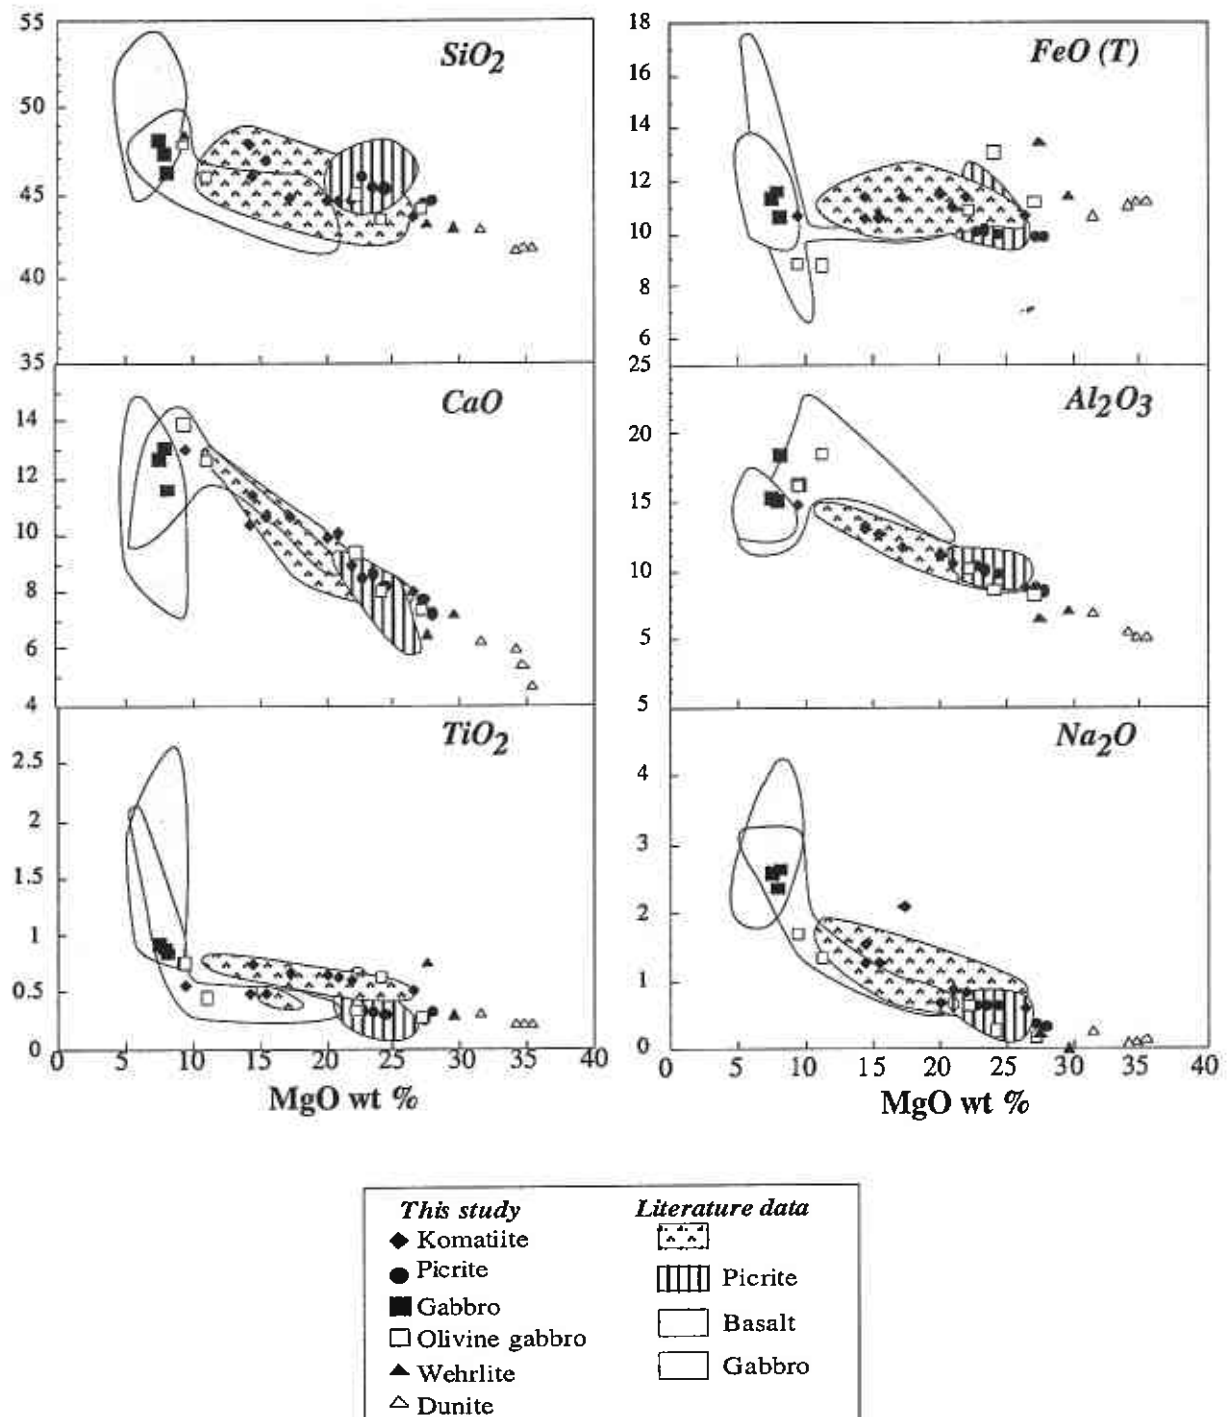 SiO2
55
50
45
40
35
FeO (T)
18
16
14
12
10
8
6
CaO
14
12
10
8
6
4
Al2O3
25
20
15
10
5
5
TiO2
2.5
2
1.5
1
0.5
0
0 5 10 15 20 25 30 35 40
MgO wt %
Na2O
4
3
2
1
0
0 5 10 15 20 25 30 35 40
MgO wt %
This study
Komatiite
Picrite
Gabbro
Olivine gabbro
Wehrlite
Dunite
Literature data
Picrite
Basalt
Gabbro